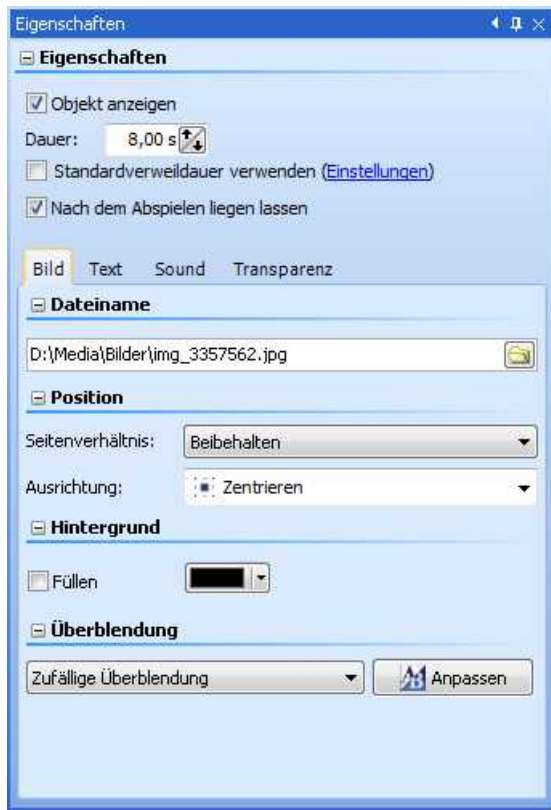 Eigenschaften
Eigenschaften
Objekt anzeigen
Dauer: 8,00 s
Standardverweildauer verwenden (Einstellungen)
Nach dem Abspielen liegen lassen
Bild Text Sound Transparenz
Dateiname
D:\Media\Bilder\img_3357562.jpg
Position
Seitenverhältnis: Beibehalten
Ausrichtung: Zentrieren
Hintergrund
Füllen
Überblendung
Zufällige Überblendung Anpassen